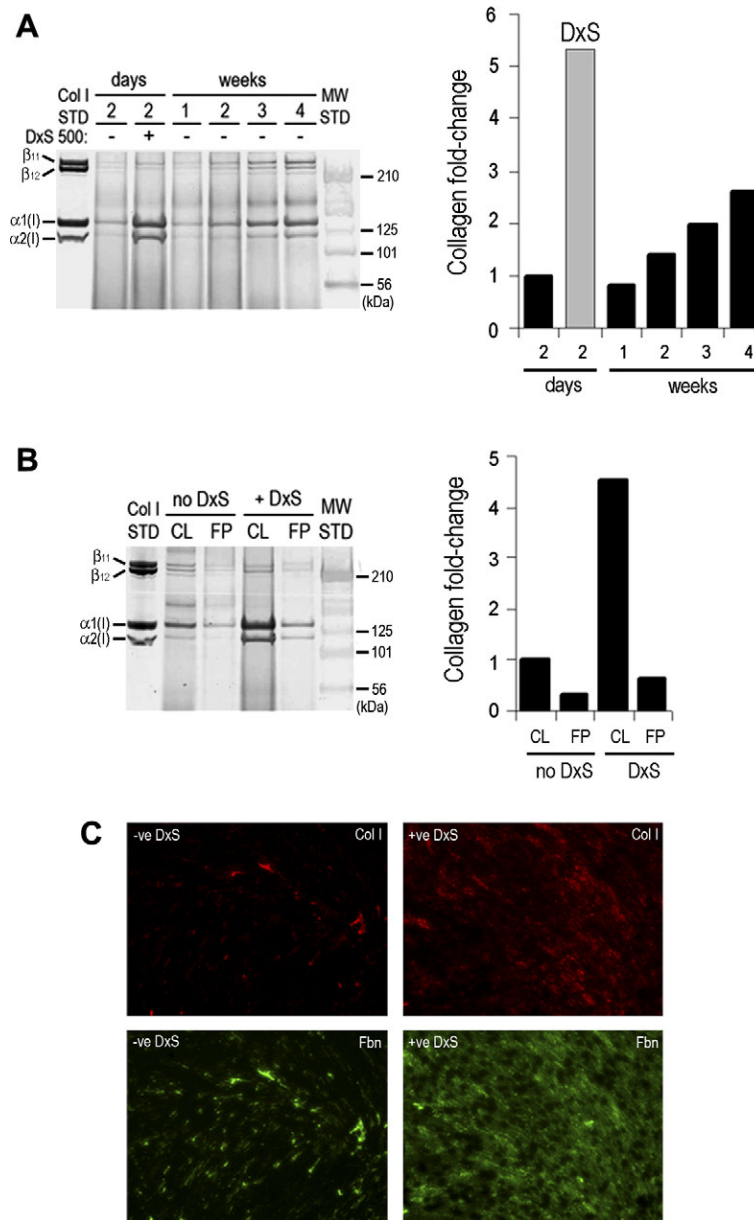 A
days weeks
Col I STD 2 2 1 2 3 4 MW STD
DxS 500: - + - - - -
β11
β12
α1(I)
α2(I)
210
125
101
56
(kDa)
Collagen fold-change
6
5
4
3
2
1
0
DxS
2 2 1 2 3 4
days weeks
B
no DxS + DxS
Col I STD CL FP CL FP MW STD
β11
β12
α1(I)
α2(I)
210
125
101
56
(kDa)
Collagen fold-change
5
4
3
2
1
0
CL FP CL FP
no DxS DxS
C
-ve DxS Col I
+ve DxS Col I
-ve DxS Fbn
+ve DxS Fbn